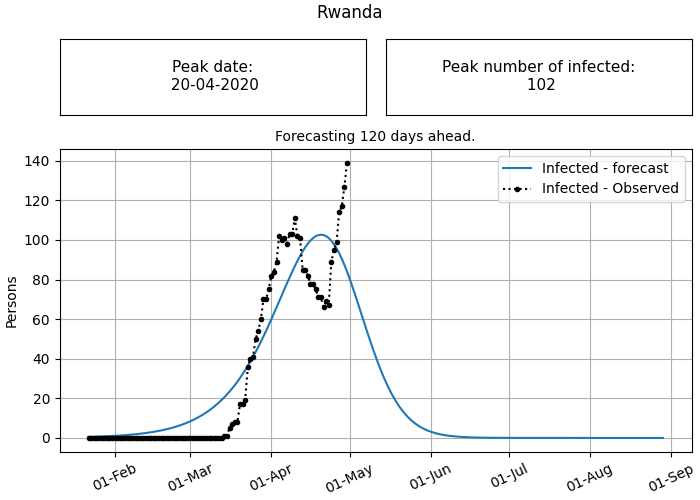 Rwanda
Peak date:
20-04-2020
Peak number of infected:
102
Forecasting 120 days ahead.
Infected - forecast
Infected - Observed
Persons
140
120
100
80
60
40
20
0
01-Feb
01-Mar
01-Apr
01-May
01-Jun
01-Jul
01-Aug
01-Sep